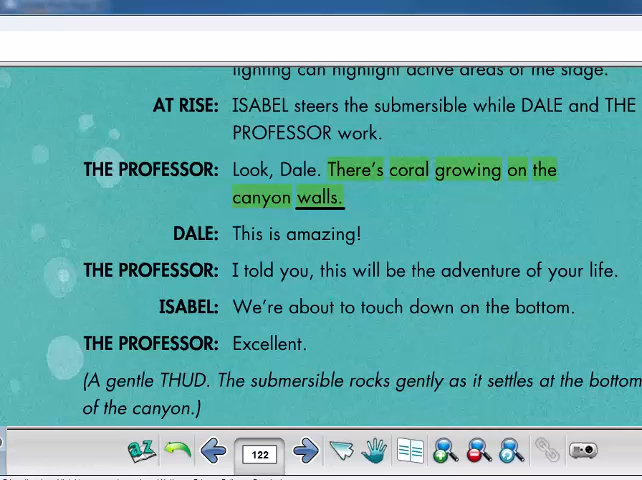 lighting can highlight active areas of the stage.
AT RISE: ISABEL steers the submersible while DALE and THE
PROFESSOR work.
THE PROFESSOR: Look, Dale. There's coral growing on the
canyon walls.
DALE: This is amazing!
THE PROFESSOR: I told you, this will be the adventure of your life.
ISABEL: We're about to touch down on the bottom.
THE PROFESSOR: Excellent.
(A gentle THUD. The submersible rocks gently as it settles at the bottom
of the canyon.)
az
122